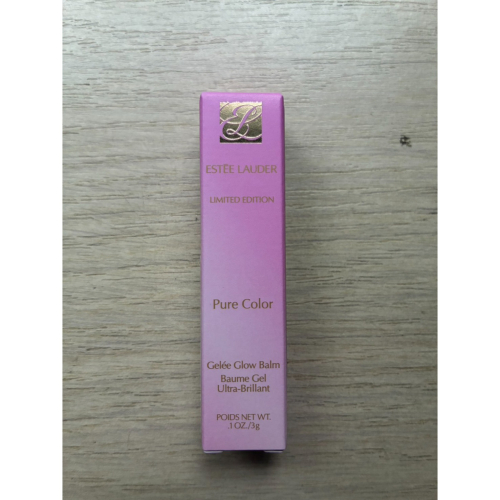 ESTĒE LAUDER
LIMITED EDITION
Pure Color
Gelée Glow Balm
Baume Gel
Ultra-Brillant
POIDS NET WT.
.1 OZ./3g